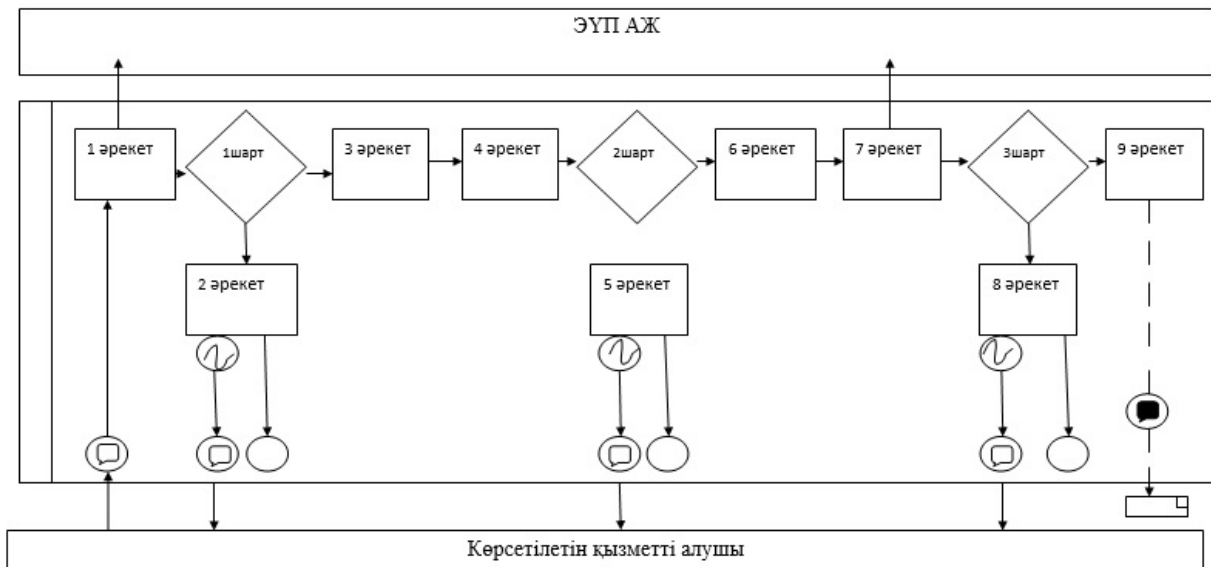 ЭҮП АЖ
1 әрекет
1шарт
3 әрекет
4 әрекет
2шарт
6 әрекет
7 әрекет
3шарт
9 әрекет
2 әрекет
5 әрекет
8 әрекет
Көрсетілетін қызметті алушы